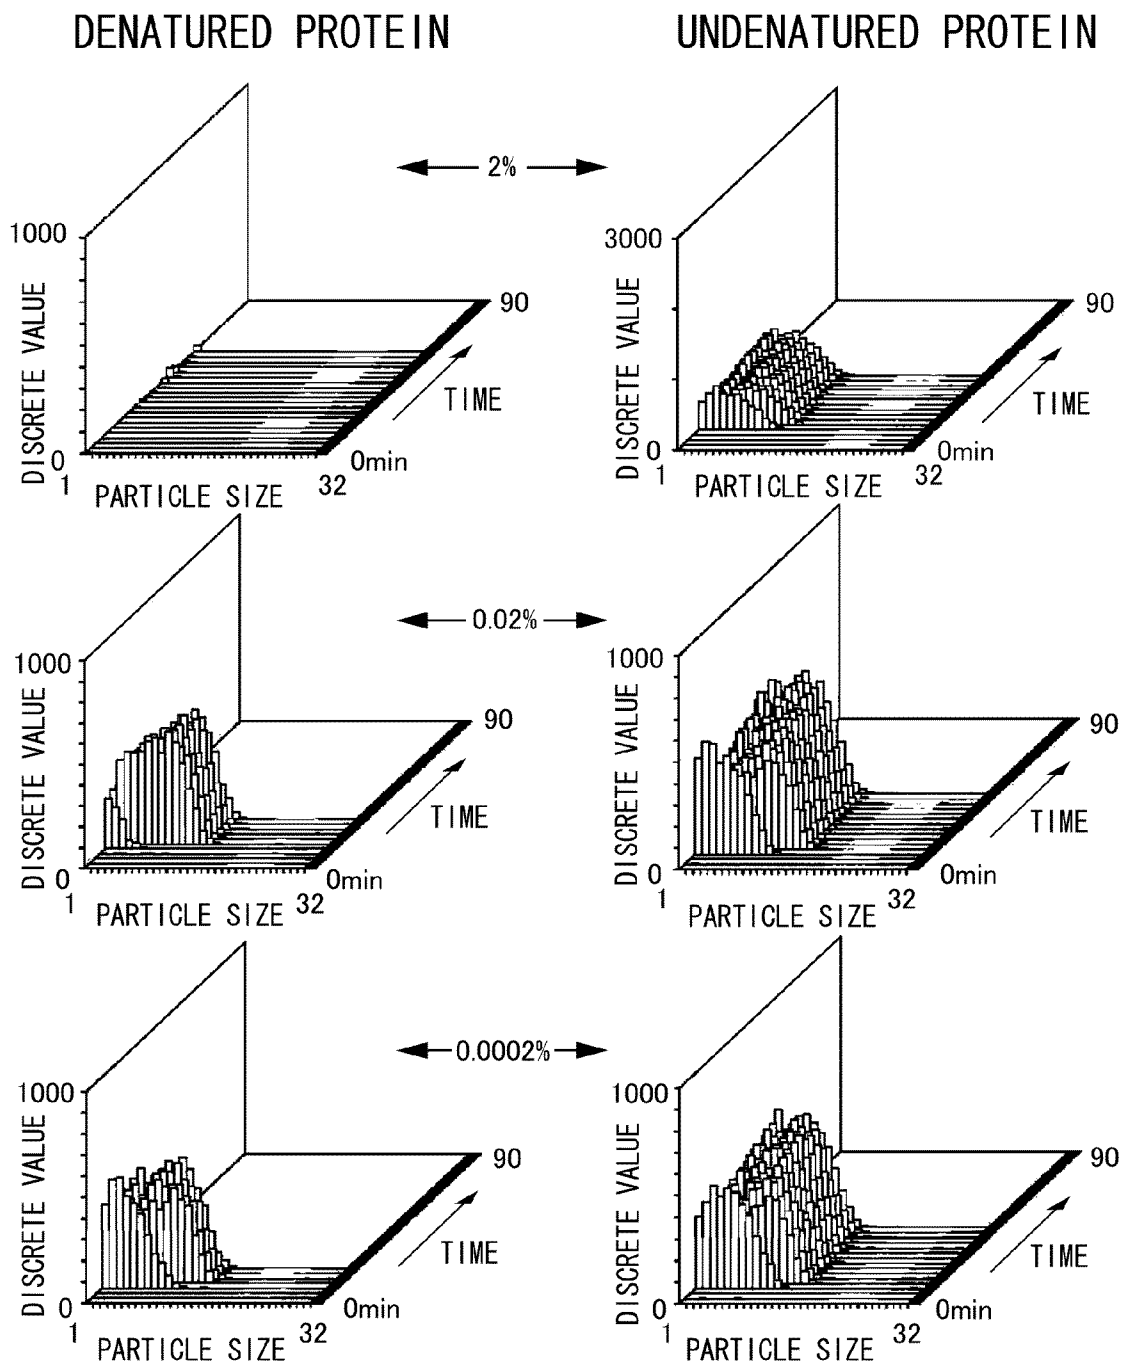 DENATURED PROTEIN
UNDENATURED PROTEIN
2%
1000
DISCRETE VALUE
0
1
PARTICLE SIZE
32
0min
TIME
90
3000
DISCRETE VALUE
0
1
PARTICLE SIZE
32
0min
TIME
90
0.02%
1000
DISCRETE VALUE
0
1
PARTICLE SIZE
32
0min
TIME
90
1000
DISCRETE VALUE
0
1
PARTICLE SIZE
32
0min
TIME
90
0.0002%
1000
DISCRETE VALUE
0
1
PARTICLE SIZE
32
0min
TIME
90
1000
DISCRETE VALUE
0
1
PARTICLE SIZE
32
0min
TIME
90